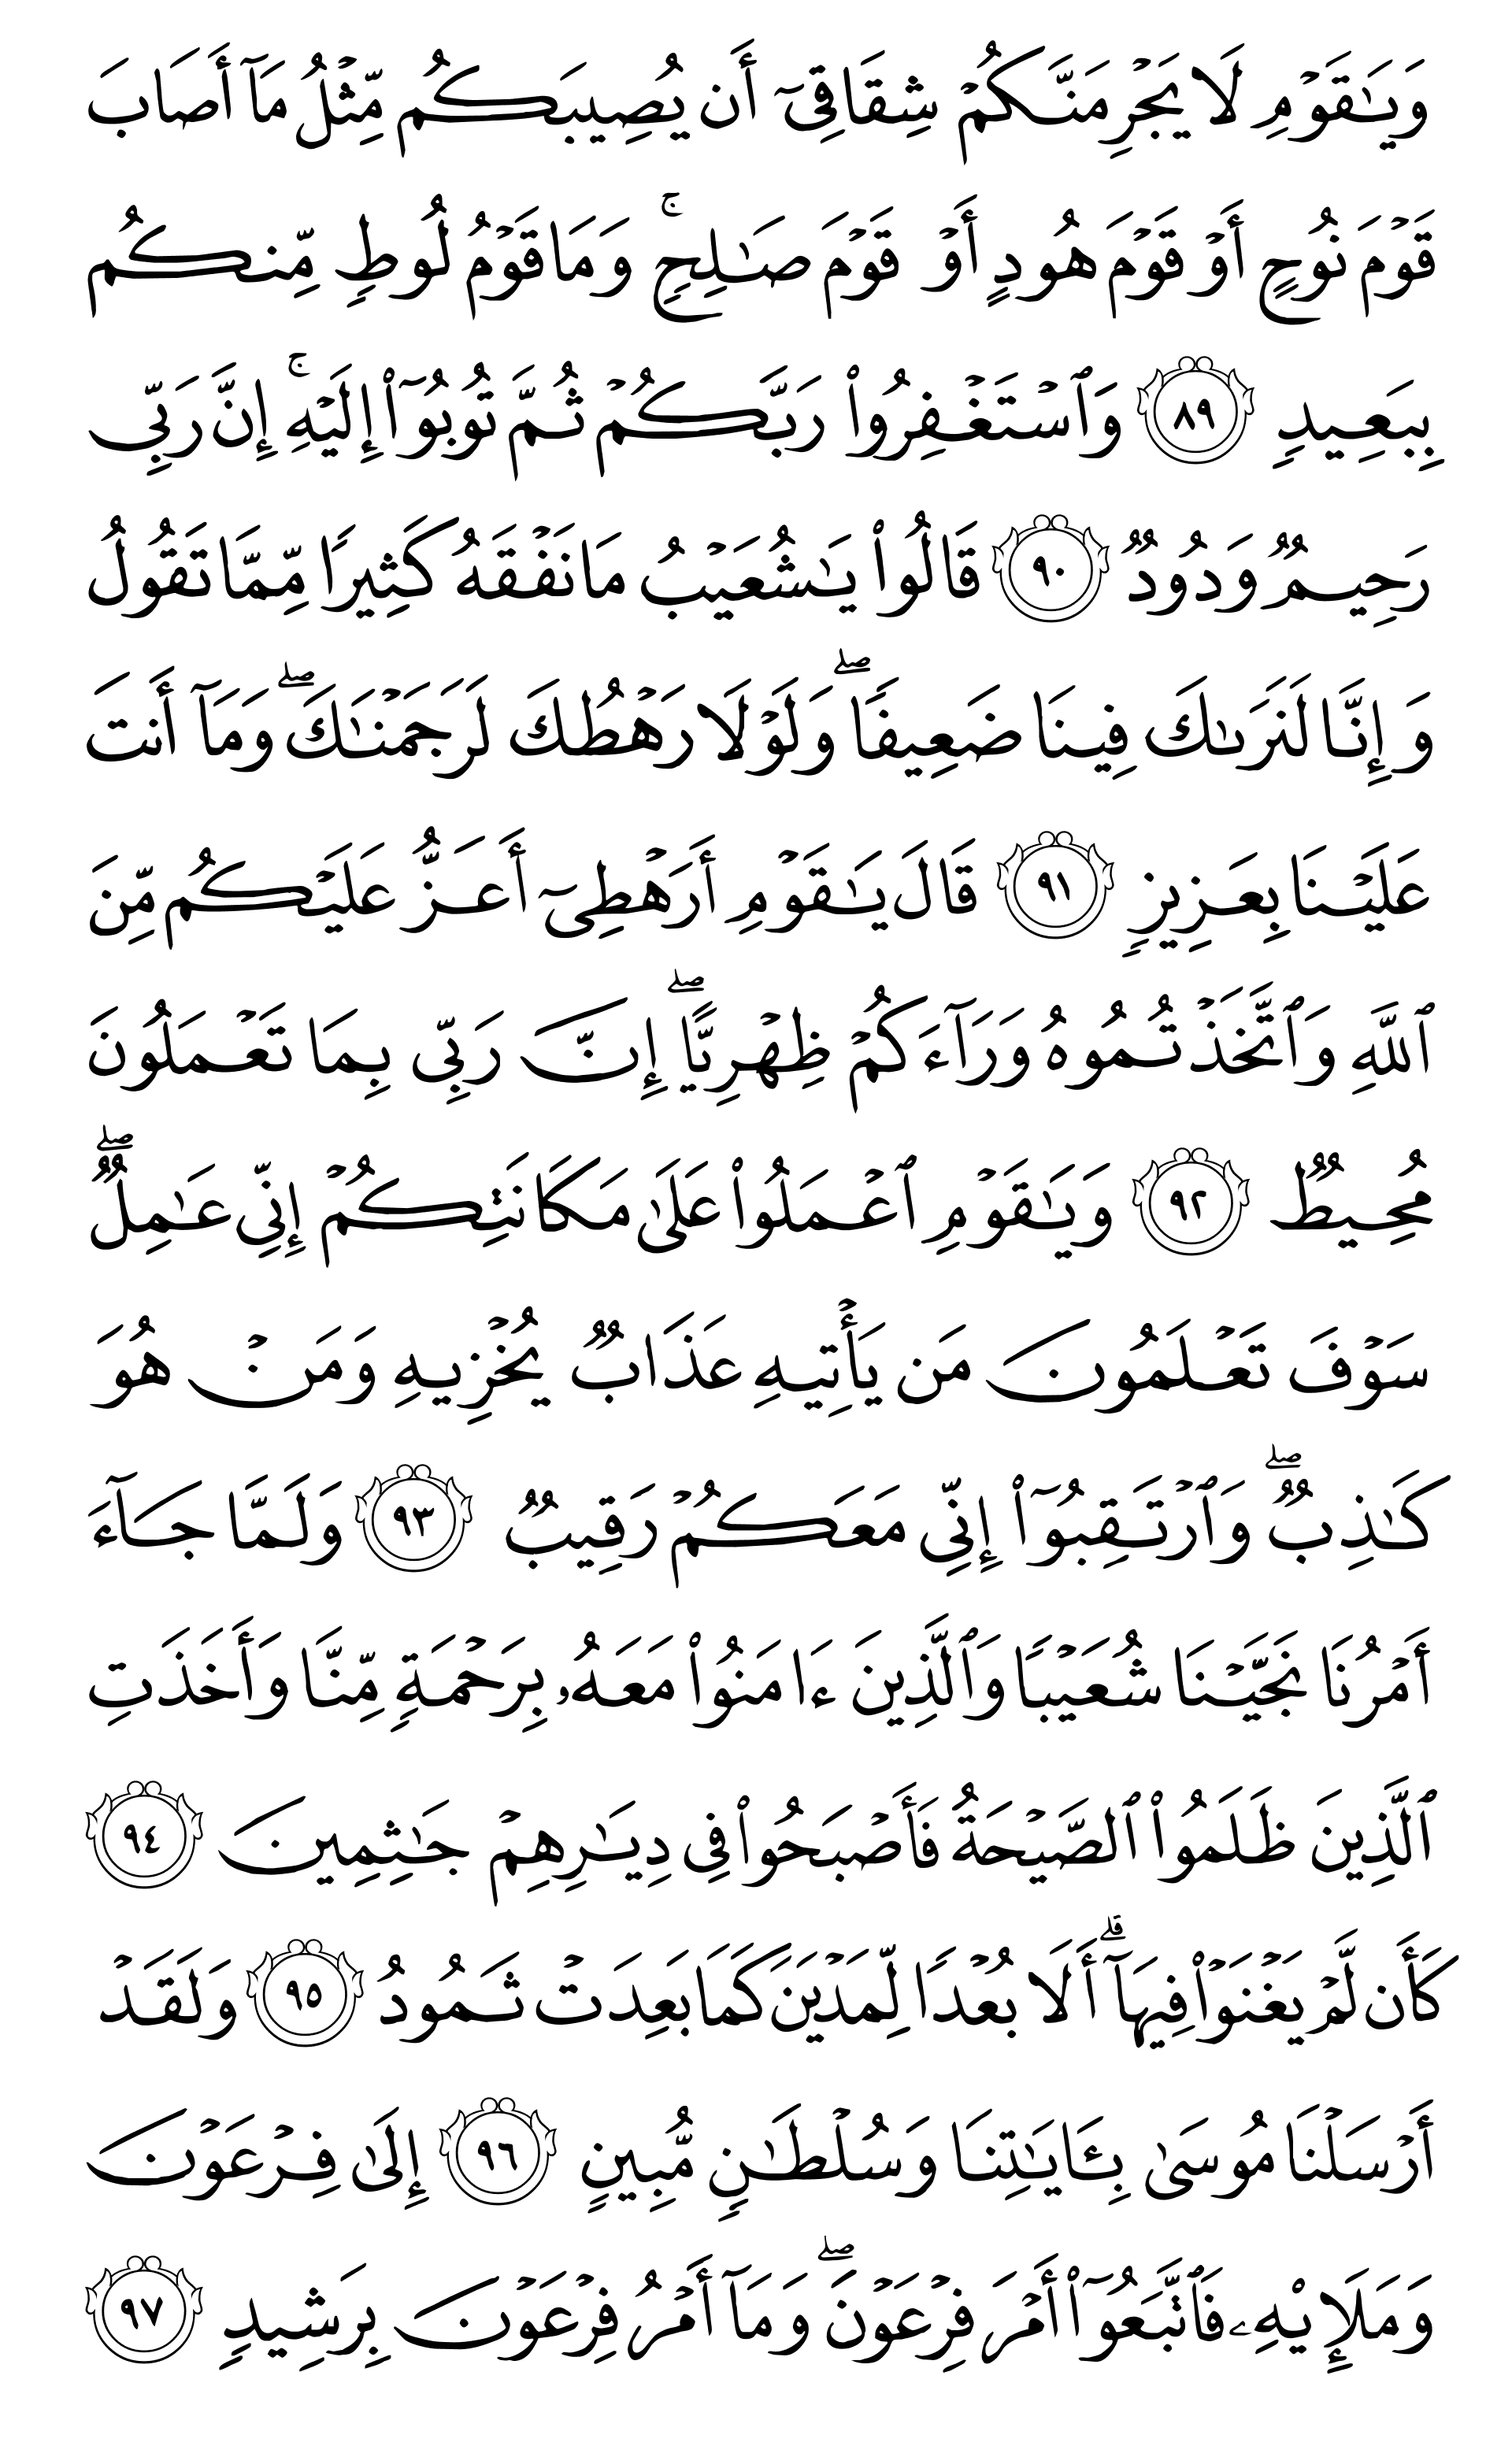 وَيَٰقَوۡمِ لَا يَجۡرِمَنَّكُمۡ شِقَاقِيٓ أَن يُصِيبَكُم مِّثۡلُ مَآ أَصَابَ
قَوۡمَ نُوحٍ أَوۡ قَوۡمَ هُودٍ أَوۡ قَوۡمَ صَٰلِحٖۚ وَمَا قَوۡمُ لُوطٖ مِّنكُم
بِبَعِيدٖ ٨٩ وَٱسۡتَغۡفِرُواْ رَبَّكُمۡ ثُمَّ تُوبُوٓاْ إِلَيۡهِۚ إِنَّ رَبِّي
رَحِيمٞ وَدُودٞ ٩٠ قَالُواْ يَٰشُعَيۡبُ مَا نَفۡقَهُ كَثِيرٗا مِّمَّا تَقُولُ
وَإِنَّا لَنَرَىٰكَ فِينَا ضَعِيفٗاۖ وَلَوۡلَا رَهۡطُكَ لَرَجَمۡنَٰكَۖ وَمَآ أَنتَ
عَلَيۡنَا بِعَزِيزٖ ٩١ قَالَ يَٰقَوۡمِ أَرَهۡطِيٓ أَعَزُّ عَلَيۡكُم مِّنَ
ٱللَّهِ وَٱتَّخَذۡتُمُوهُ وَرَآءَكُمۡ ظِهۡرِيًّاۖ إِنَّ رَبِّي بِمَا تَعۡمَلُونَ
مُحِيطٞ ٩٢ وَيَٰقَوۡمِ ٱعۡمَلُواْ عَلَىٰ مَكَانَتِكُمۡ إِنِّي عَٰمِلٞۖ
سَوۡفَ تَعۡلَمُونَ مَن يَأۡتِيهِ عَذَابٞ يُخۡزِيهِ وَمَنۡ هُوَ
كَٰذِبٞۖ وَٱرۡتَقِبُوٓاْ إِنِّي مَعَكُمۡ رَقِيبٞ ٩٣ وَلَمَّا جَآءَ
أَمۡرُنَا نَجَّيۡنَا شُعَيۡبٗا وَٱلَّذِينَ ءَامَنُواْ مَعَهُۥ بِرَحۡمَةٖ مِّنَّا وَأَخَذَتِ
ٱلَّذِينَ ظَلَمُواْ ٱلصَّيۡحَةُ فَأَصۡبَحُواْ فِي دِيَٰرِهِمۡ جَٰثِمِينَ ٩٤
كَأَن لَّمۡ يَغۡنَوۡاْ فِيهَآۗ أَلَا بُعۡدٗا لِّمَدۡيَنَ كَمَا بَعِدَتۡ ثَمُودُ ٩٥ وَلَقَدۡ
أَرۡسَلۡنَا مُوسَىٰ بِـَٔايَٰتِنَا وَسُلۡطَٰنٖ مُّبِينٍ ٩٦ إِلَىٰ فِرۡعَوۡنَ
وَمَلَإِيْهِۦ فَٱتَّبَعُوٓاْ أَمۡرَ فِرۡعَوۡنَۖ وَمَآ أَمۡرُ فِرۡعَوۡنَ بِرَشِيدٖ ٩٧